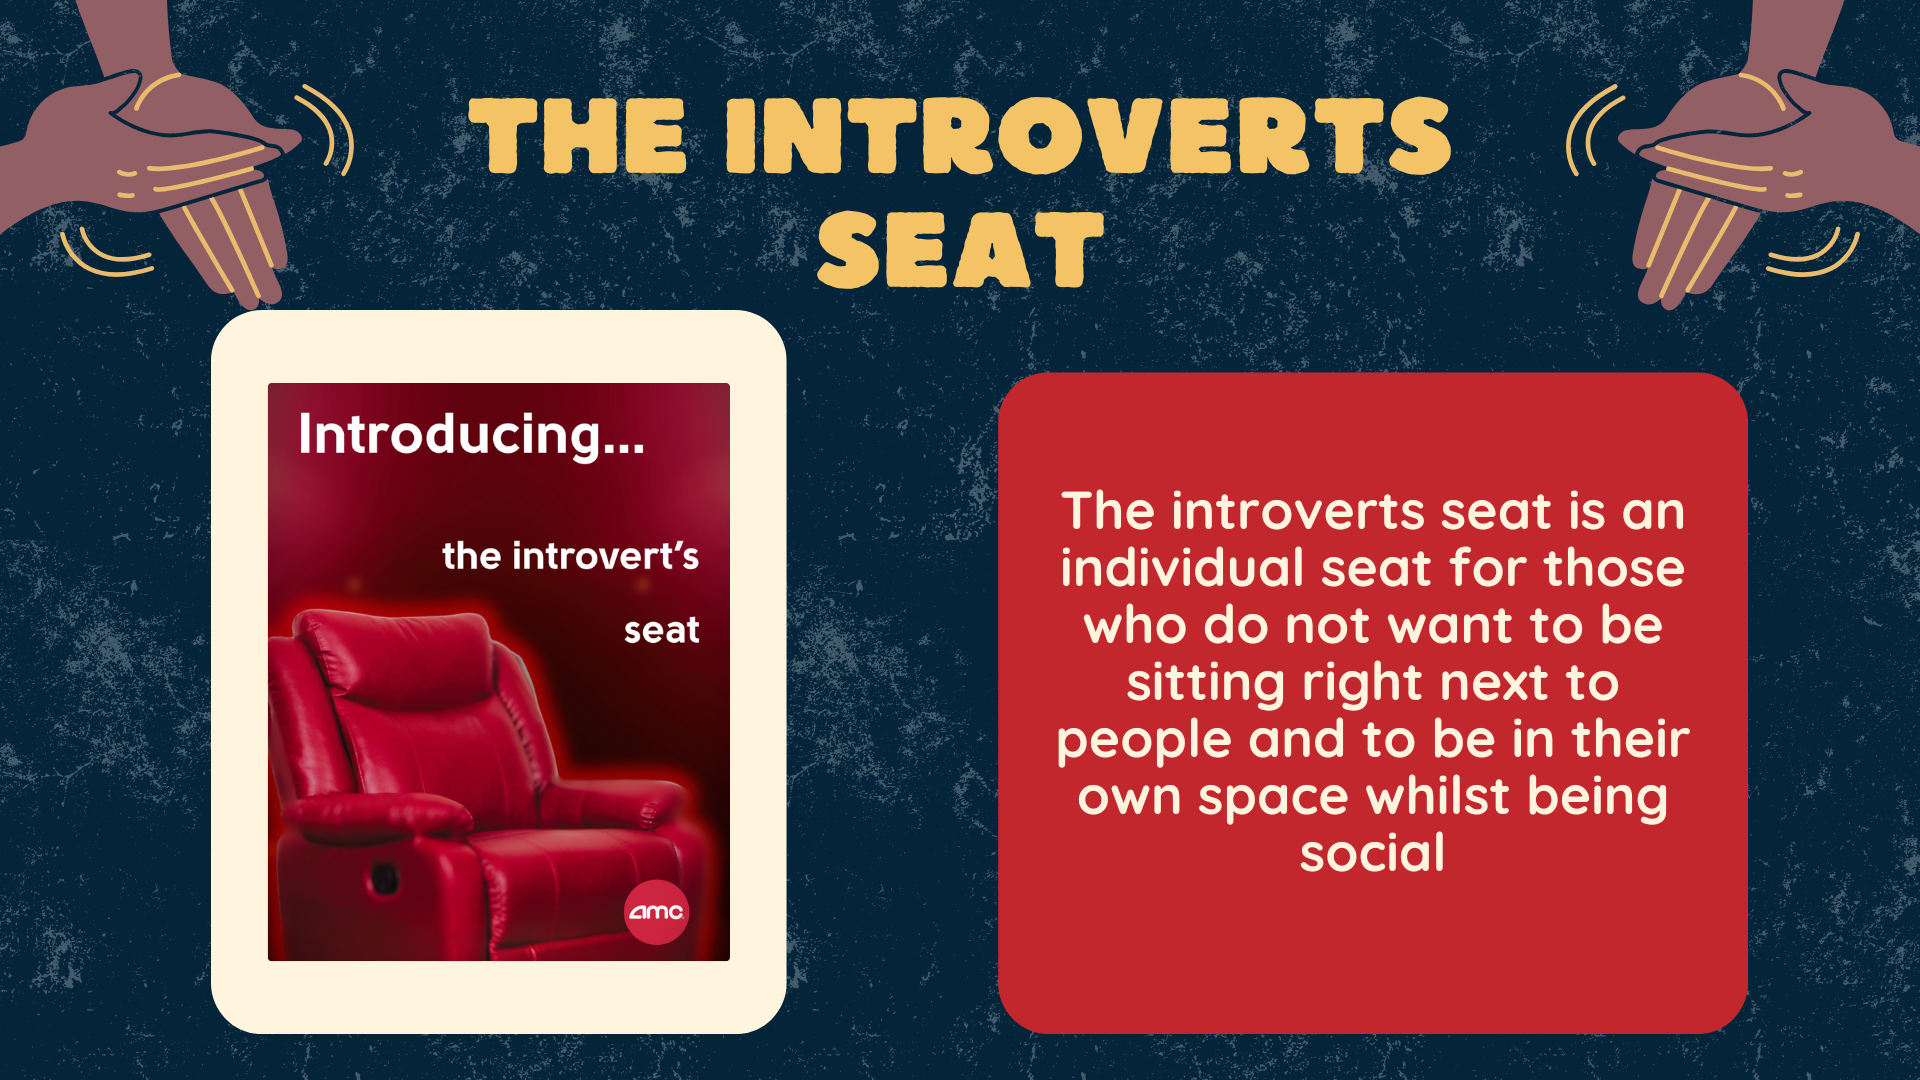 THE INTROVERTS
SEAT
Introducing...
the introvert's
seat
amc
The introverts seat is an
individual seat for those
who do not want to be
sitting right next to
people and to be in their
own space whilst being
social